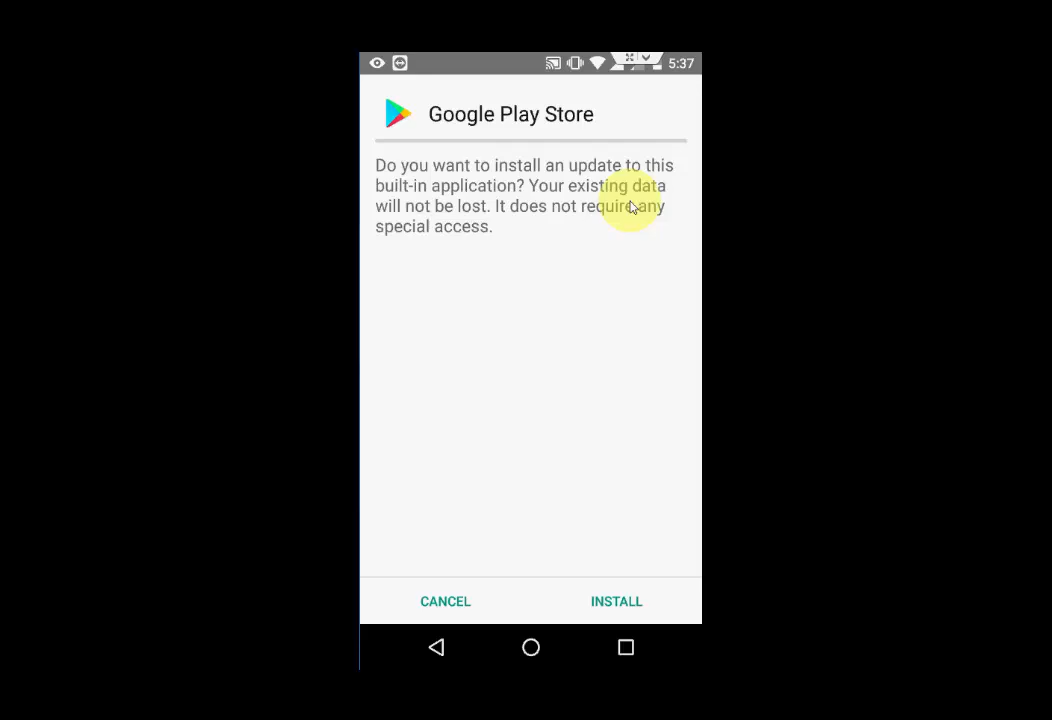 5:37
Google Play Store
Do you want to install an update to this
built-in application? Your existing data
will not be lost. It does not require any
special access.
CANCEL
INSTALL